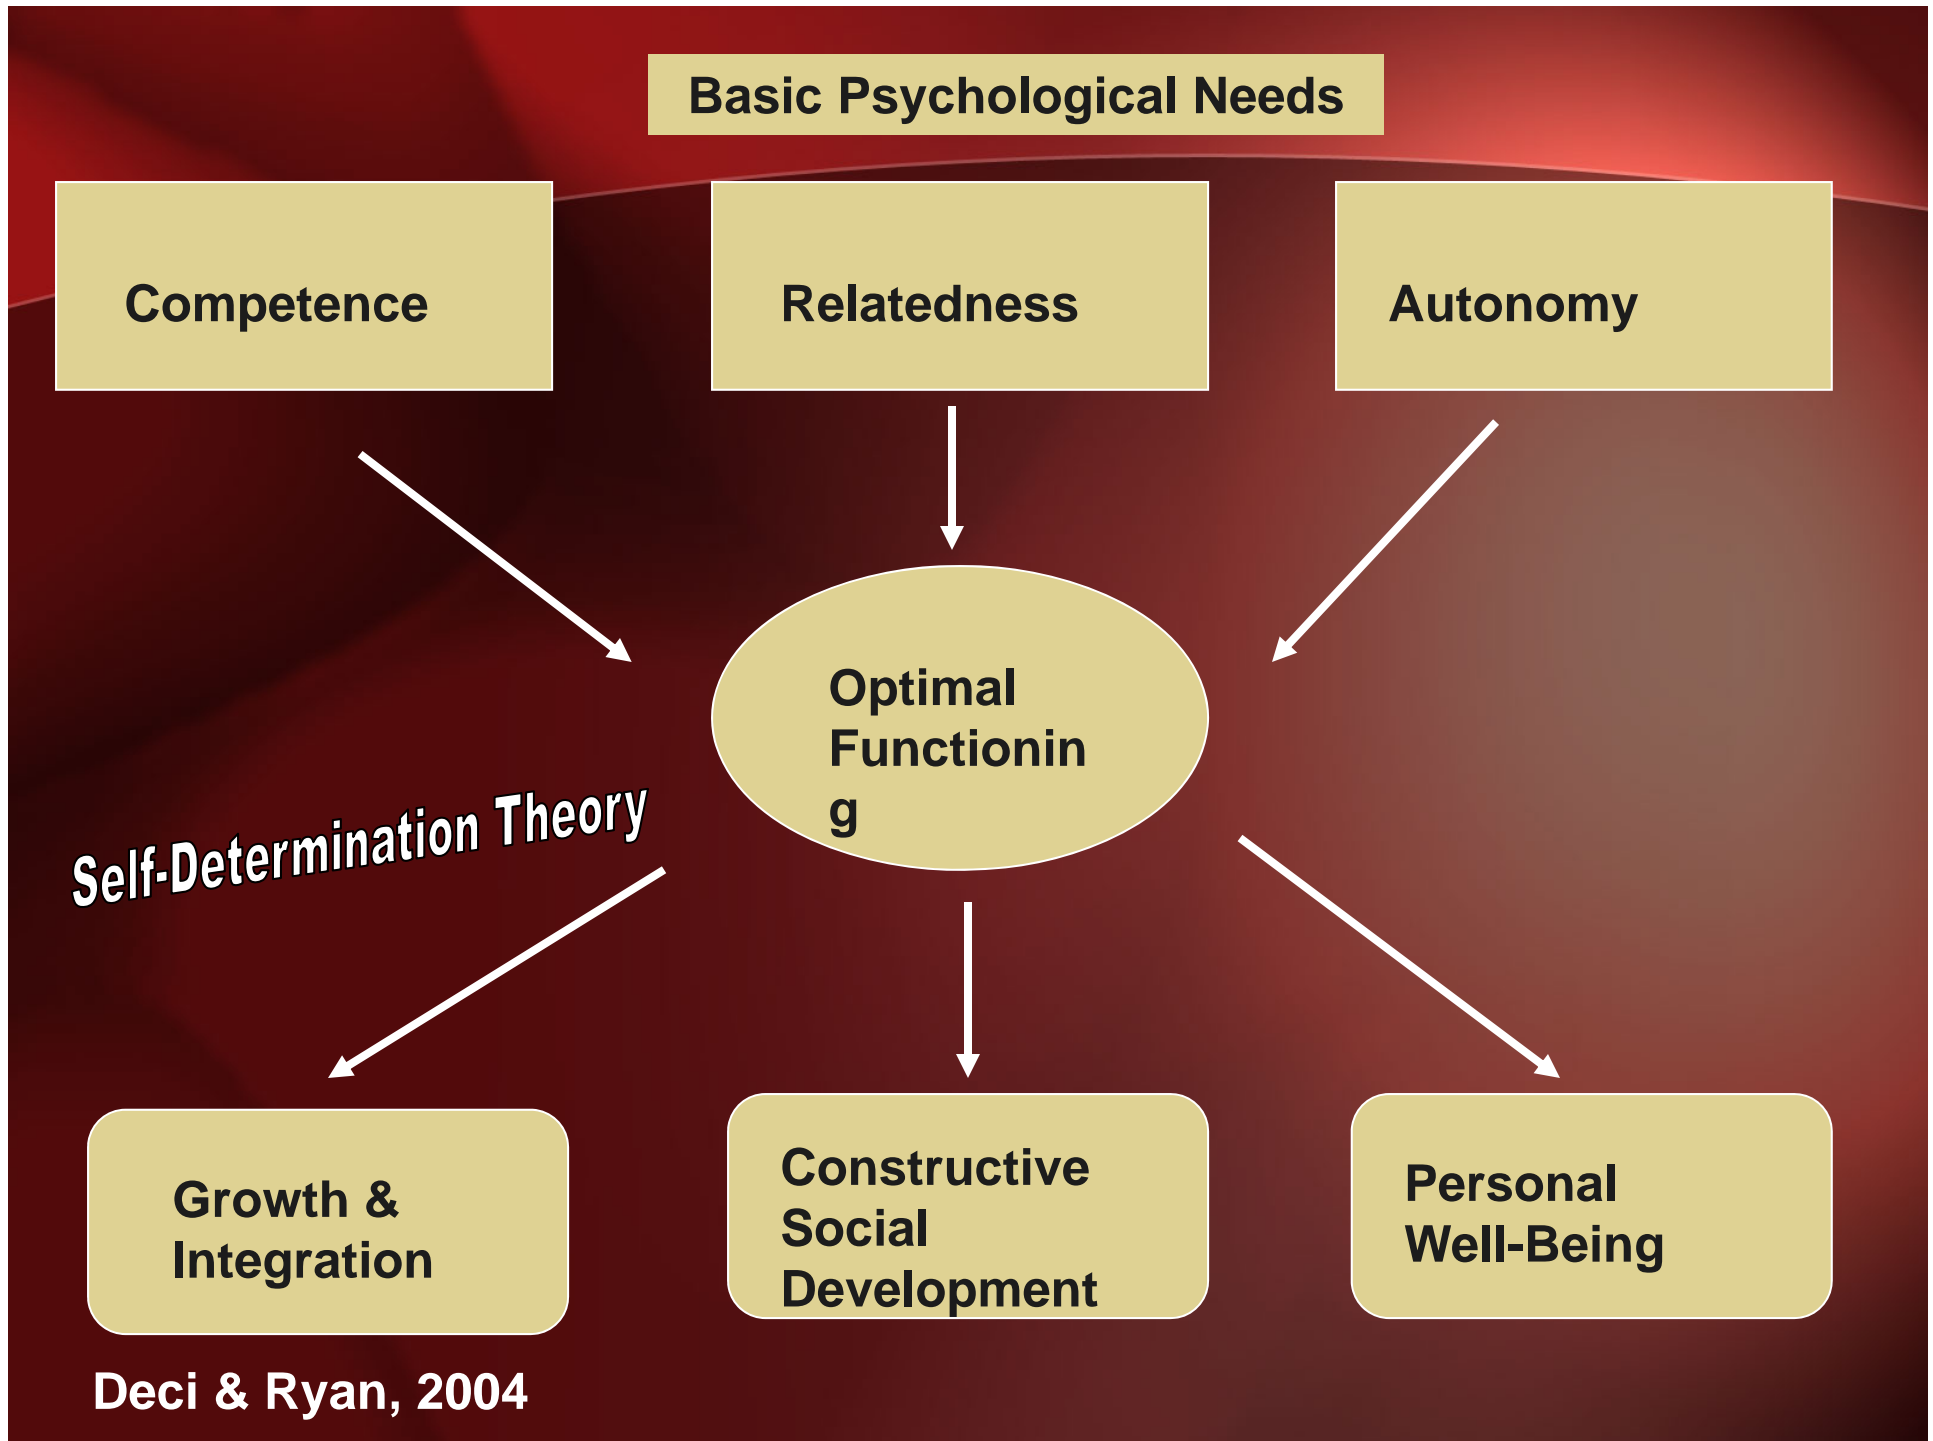 Basic Psychological Needs
Competence
Relatedness
Autonomy
Optimal
Functionin
g
Self-Determination Theory
Growth &
Integration
Constructive
Social
Development
Personal
Well-Being
Deci & Ryan, 2004